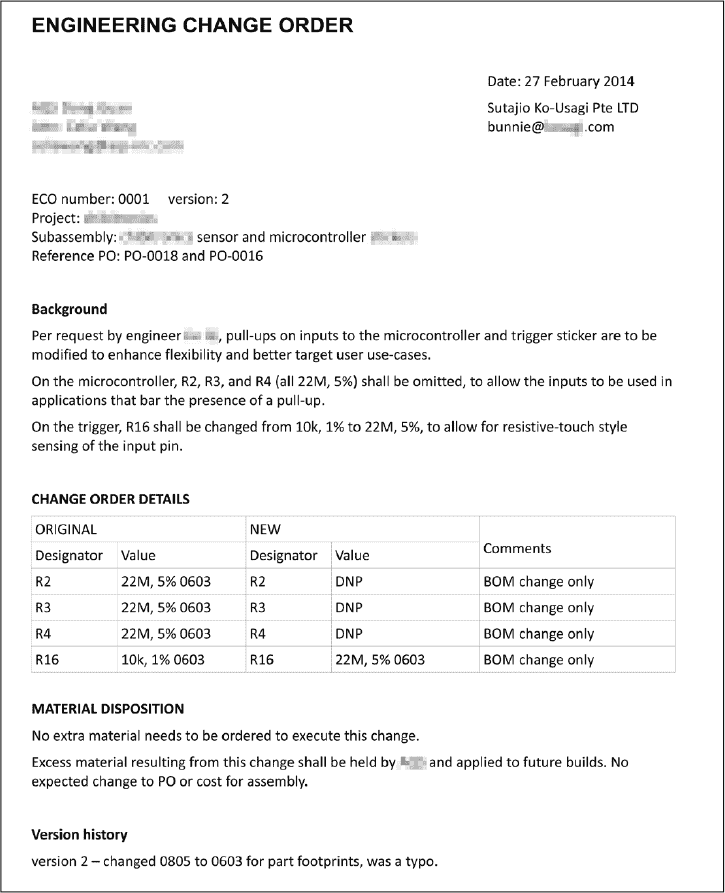 ENGINEERING CHANGE ORDER
Date: 27 February 2014
Sutajio Ko-Usagi Pte LTD
bunnie@ .com
ECO number: 0001 version: 2
Project:
Subassembly: sensor and microcontroller
Reference PO: PO-0018 and PO-0016
Background
Per request by engineer , pull-ups on inputs to the microcontroller and trigger sticker are to be
modified to enhance flexibility and better target user use-cases.
On the microcontroller, R2, R3, and R4 (all 22M, 5%) shall be omitted, to allow the inputs to be used in
applications that bar the presence of a pull-up.
On the trigger, R16 shall be changed from 10k, 1% to 22M, 5%, to allow for resistive-touch style
sensing of the input pin.
CHANGE ORDER DETAILS
ORIGINAL NEW
Designator Value Designator Value Comments
R2 22M, 5% 0603 R2 DNP BOM change only
R3 22M, 5% 0603 R3 DNP BOM change only
R4 22M, 5% 0603 R4 DNP BOM change only
R16 10k, 1% 0603 R16 22M, 5% 0603 BOM change only
MATERIAL DISPOSITION
No extra material needs to be ordered to execute this change.
Excess material resulting from this change shall be held by and applied to future builds. No
expected change to PO or cost for assembly.
Version history
version 2 – changed 0805 to 0603 for part footprints, was a typo.